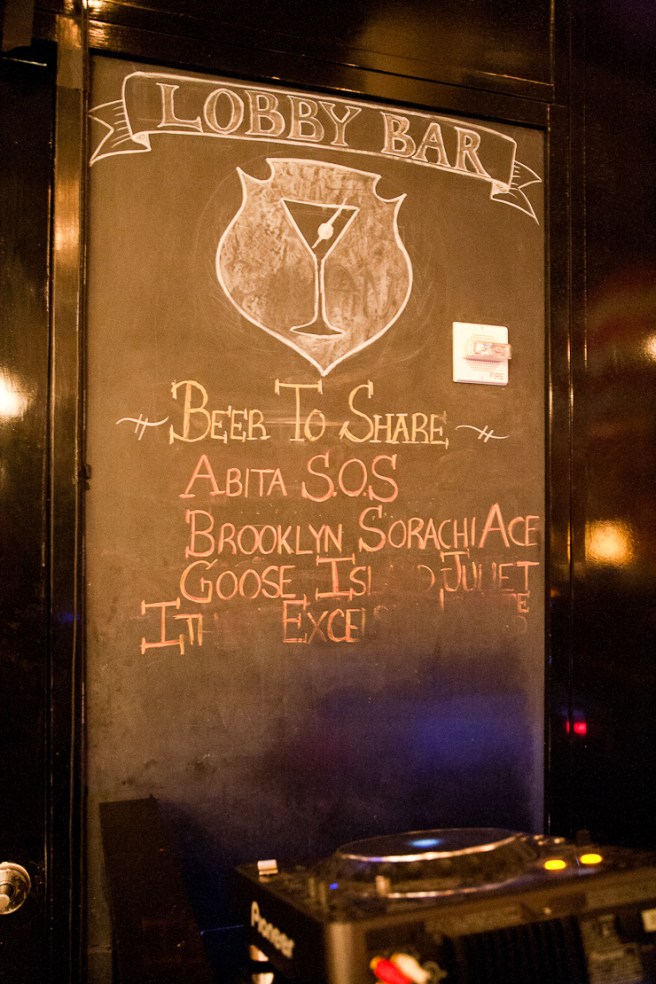 LOBBY BAR
BEER TO SHARE
ABITA S.O.S
BROOKLYN SORACHI ACE
GOOSE JULIET
Pioneer